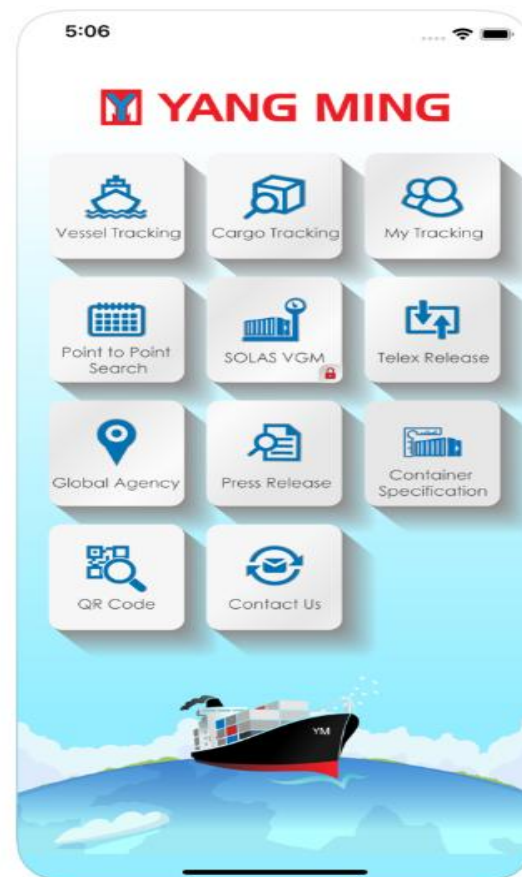 5:06
YANG MING
Vessel Tracking
Cargo Tracking
My Tracking
Point to Point
Search
SOLAS VGM
Telex Release
Global Agency
Press Release
Container
Specification
QR Code
Contact Us
YM